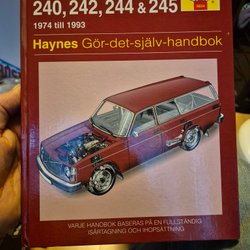 240, 242, 244 & 245
1974 till 1993
Haynes Gör-det-själv-handbok
VARJE HANDBOK BASERAS PÅ EN FULLSTÄNDIG
ISÄRTAGNING OCH IHOPSÄTTNING